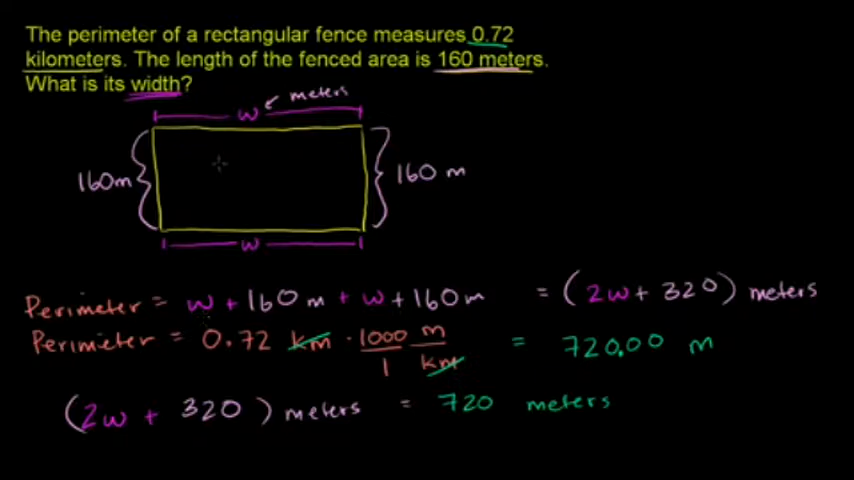 The perimeter of a rectangular fence measures 0.72
kilometers. The length of the fenced area is 160 meters.
What is its width?
meters
w
160m
160 m
w
Perimeter = w + 160 m + w + 160 m = (2w + 320) meters
Perimeter = 0.72 km · 1000 m / 1 km = 720.00 m
(2w + 320) meters = 720 meters